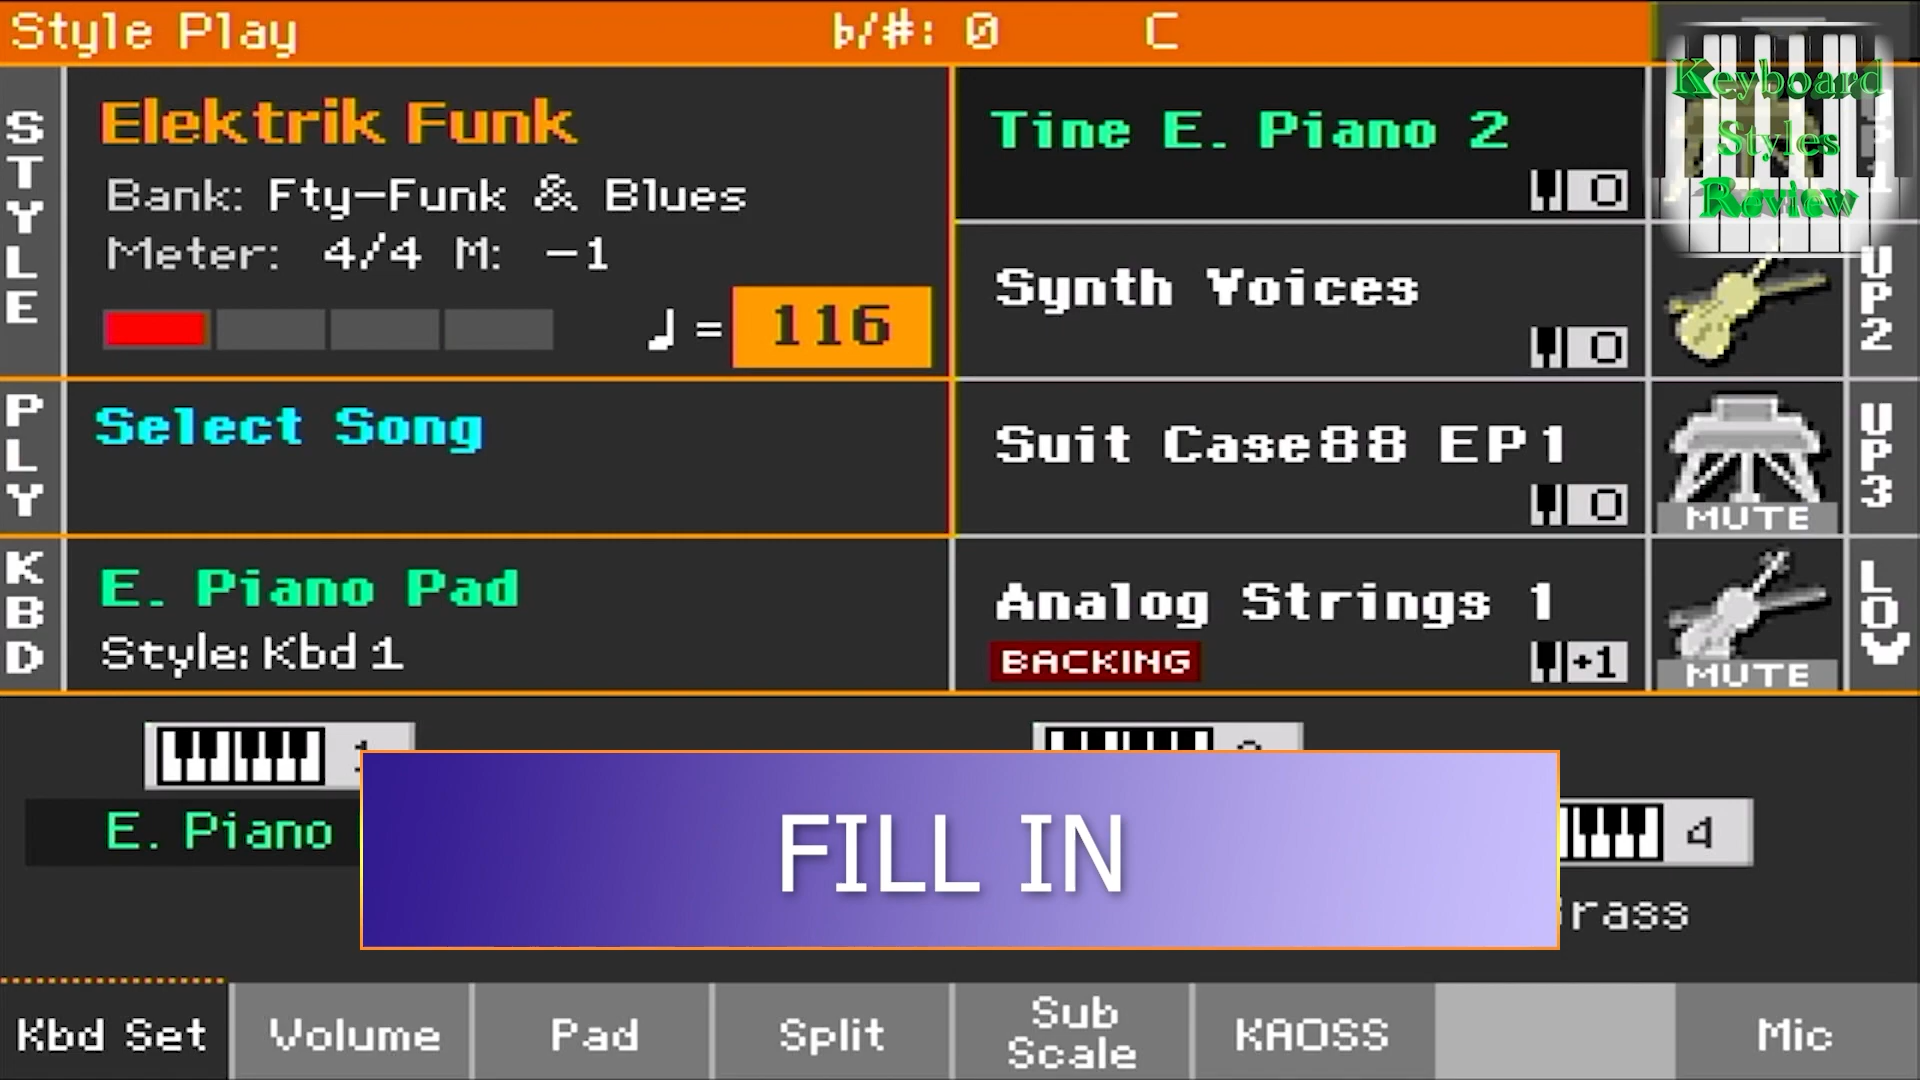 Style Play ♭/#: 0 C
Keyboard
Styles
Review
STYLE
Elektrik Funk
Bank: Fty-Funk & Blues
Meter: 4/4 M: -1
♩ = 116
Tine E. Piano 2
0
Synth Voices
0
UP2
PLY
Select Song
Suit Case88 EP1
0
MUTE
UP3
KBD
E. Piano Pad
Style: Kbd 1
Analog Strings 1
BACKING
+1
MUTE
LOW
E. Piano
FILL IN
4
Kbd Set
Volume
Pad
Split
Sub
Scale
KAOSS
Mic